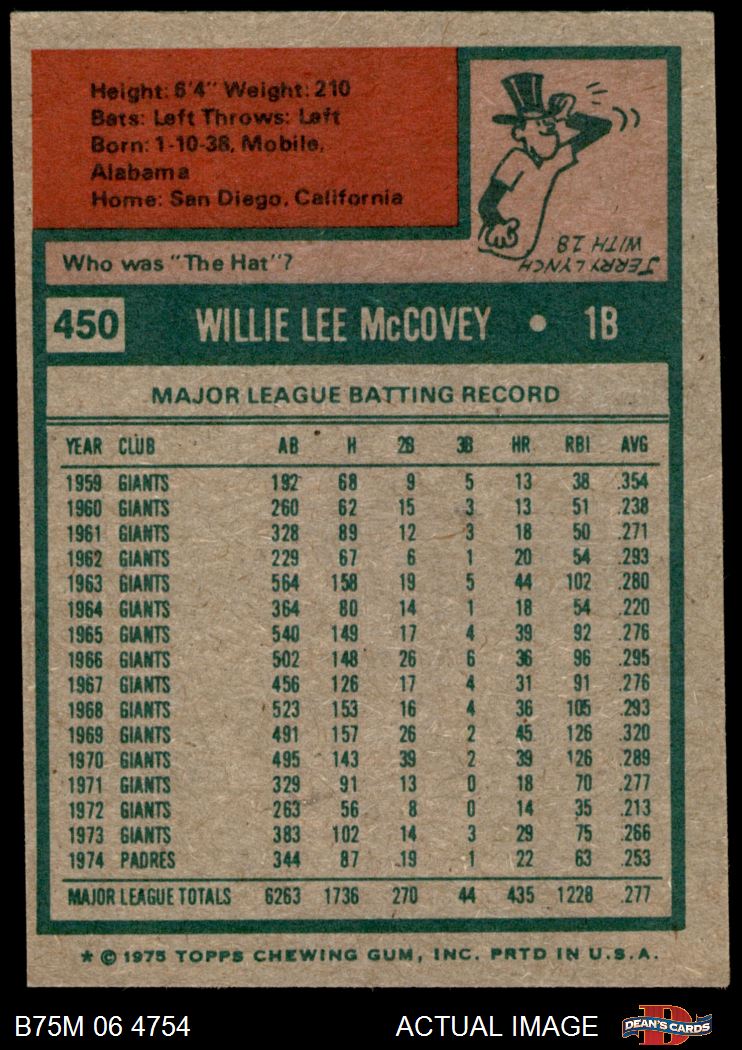 Height: 6'4" Weight: 210
Bats: Left Throws: Left
Born: 1-10-38, Mobile,
Alabama
Home: San Diego, California
Who was "The Hat"?
JERRY LYNCH
WITH 18
450 WILLIE LEE McCOVEY • 1B
MAJOR LEAGUE BATTING RECORD
YEAR CLUB AB H 2B 3B HR RBI AVG
1959 GIANTS 192 68 9 5 13 38 .354
1960 GIANTS 260 62 15 3 13 51 .238
1961 GIANTS 328 89 12 3 18 50 .271
1962 GIANTS 229 67 6 1 20 54 .293
1963 GIANTS 564 158 19 5 44 102 .280
1964 GIANTS 364 80 14 1 18 54 .220
1965 GIANTS 540 149 17 4 39 92 .276
1966 GIANTS 502 148 26 6 36 96 .295
1967 GIANTS 456 126 17 4 31 91 .276
1968 GIANTS 523 153 16 4 36 105 .293
1969 GIANTS 491 157 26 2 45 126 .320
1970 GIANTS 495 143 39 2 39 126 .289
1971 GIANTS 329 91 13 0 18 70 .277
1972 GIANTS 263 56 8 0 14 35 .213
1973 GIANTS 383 102 14 3 29 75 .266
1974 PADRES 344 87 19 1 22 63 .253
MAJOR LEAGUE TOTALS 6263 1736 270 44 435 1228 .277
* © 1975 TOPPS CHEWING GUM, INC. PRTD IN U.S.A.
B75M 06 4754 ACTUAL IMAGE D DEAN'S CARDS